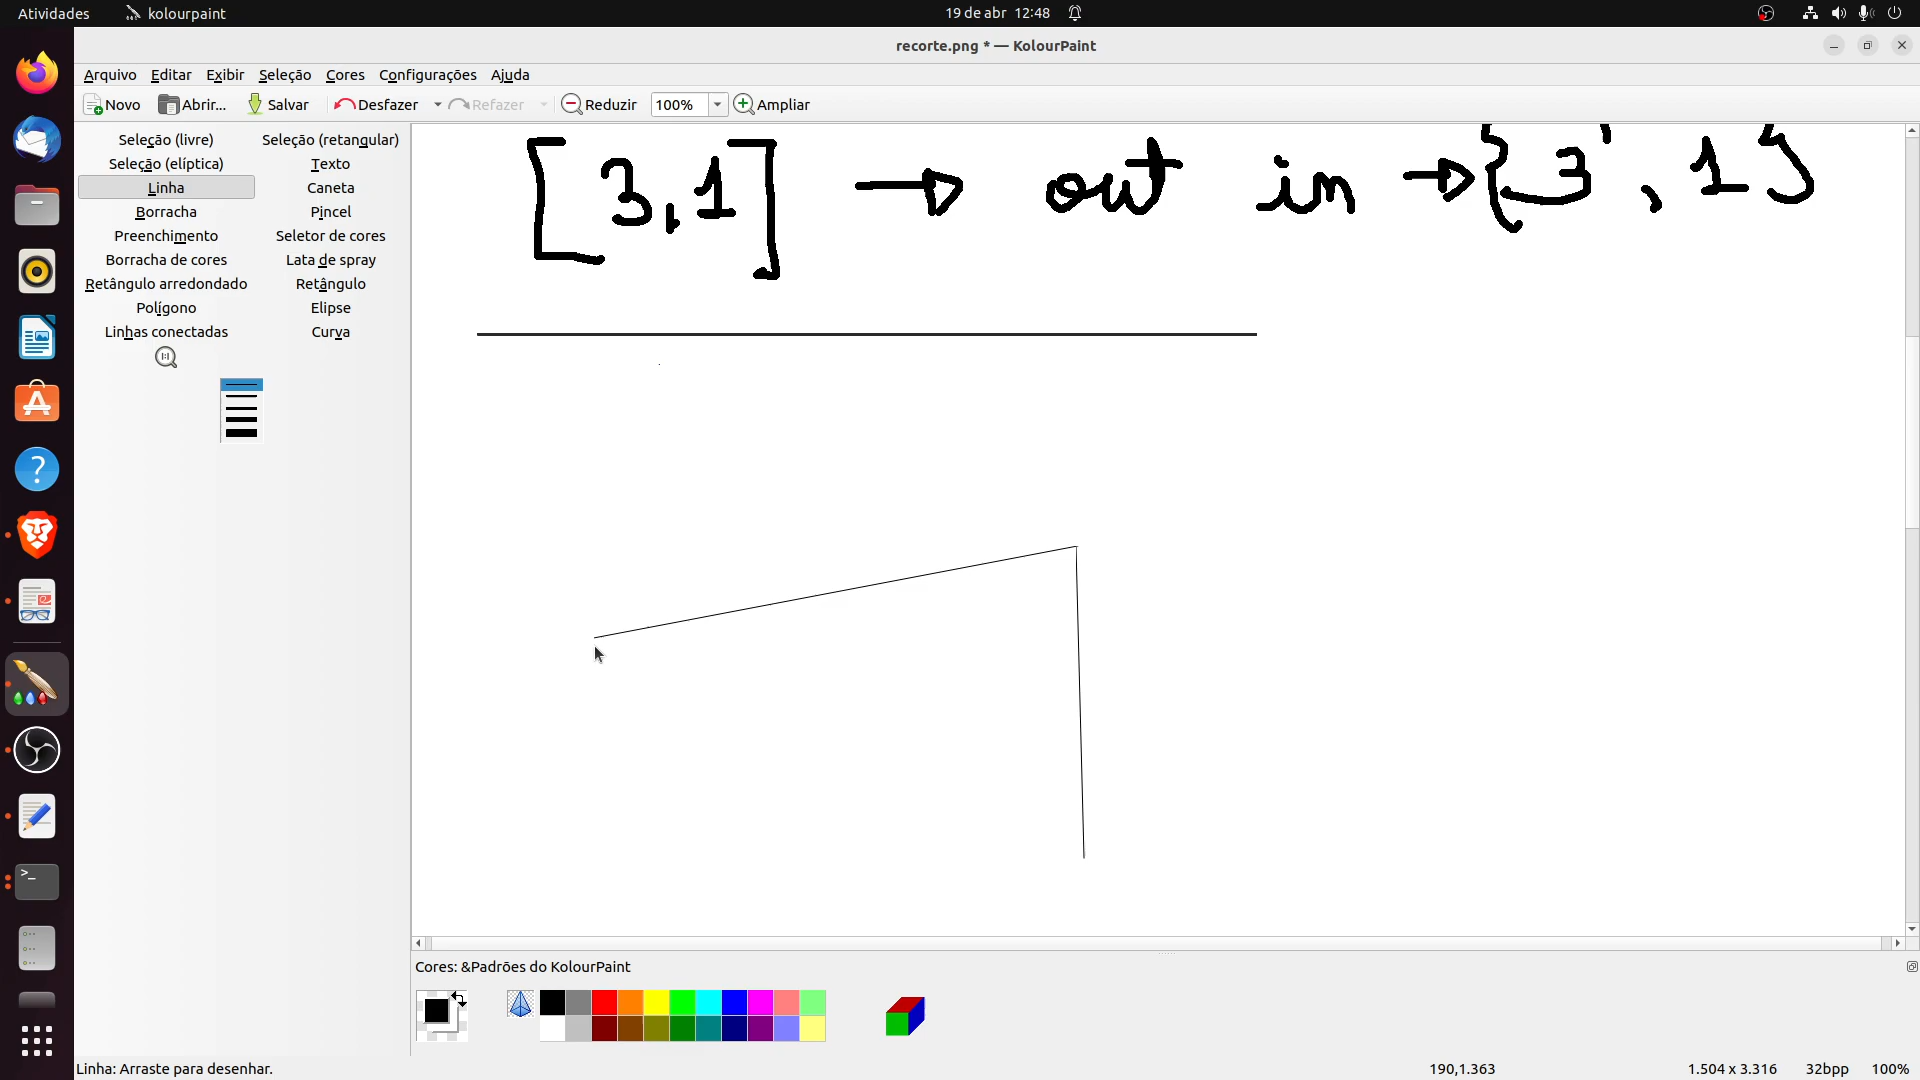 Atividades kolourpaint 19 de abr 12:48
recorte.png * — KolourPaint
Arquivo Editar Exibir Seleção Cores Configurações Ajuda
Novo Abrir... Salvar Desfazer Refazer Reduzir 100% Ampliar
Seleção (livre) Seleção (retangular)
Seleção (elíptica) Texto
Linha Caneta
Borracha Pincel
Preenchimento Seletor de cores
Borracha de cores Lata de spray
Retângulo arredondado Retângulo
Polígono Elipse
Linhas conectadas Curva
[3,1] → out in → {3, 1}
Cores: &Padrões do KolourPaint
Linha: Arraste para desenhar. 190,1.363 1.504 x 3.316 32bpp 100%